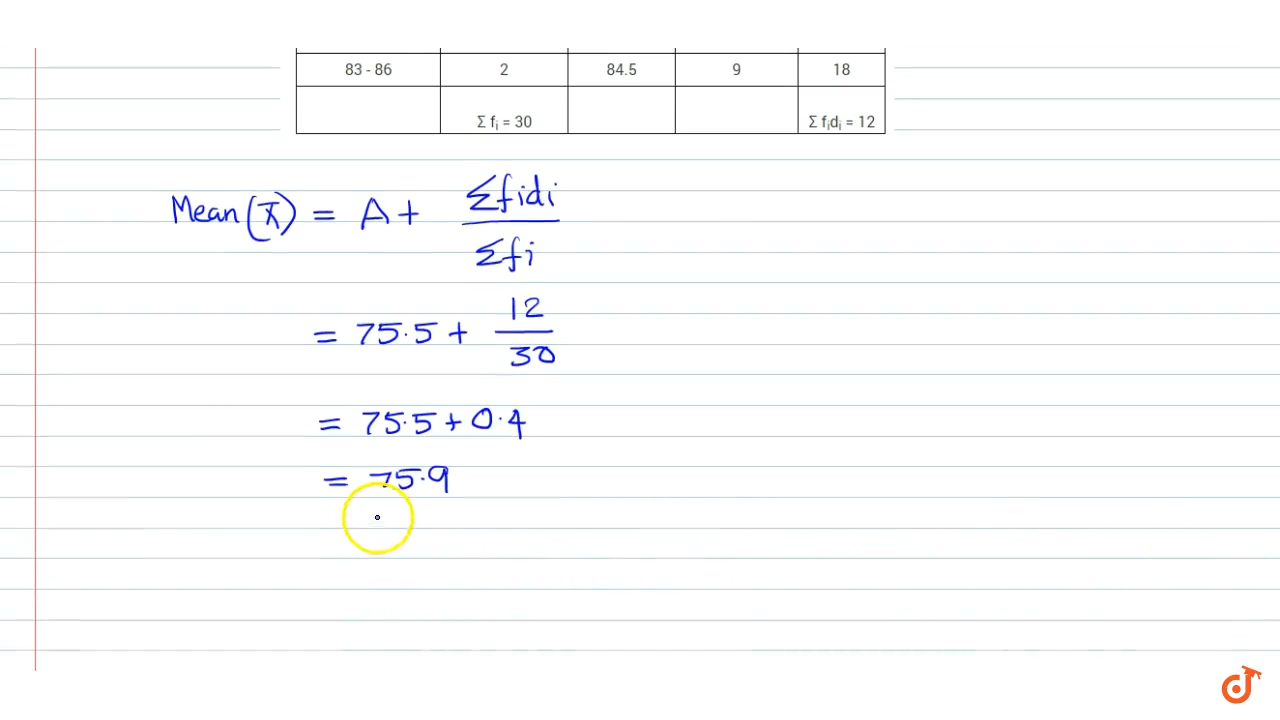 83 - 86 2 84.5 9 18
Σ fᵢ = 30 Σ fᵢdᵢ = 12
Mean (x̄) = A + Σfidi / Σfi
= 75.5 + 12 / 30
= 75.5 + 0.4
= 75.9